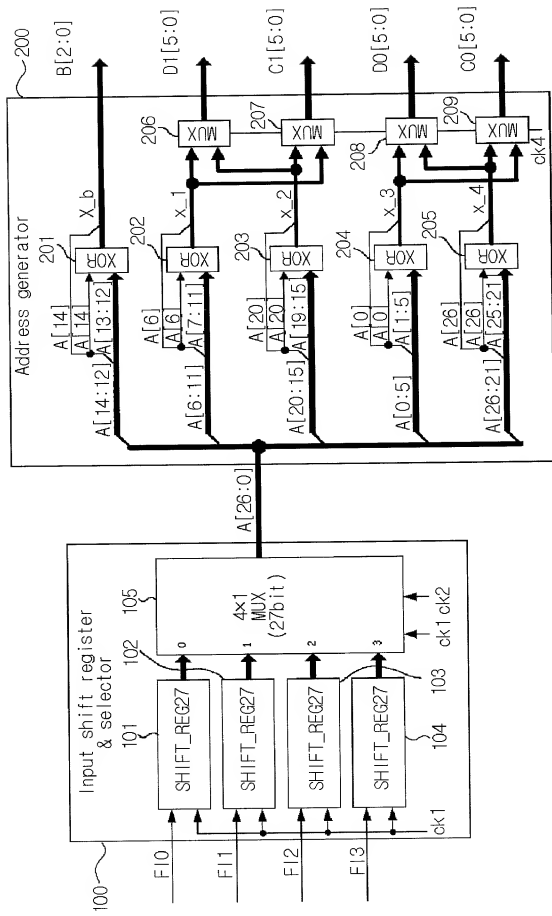 100
Input shift register
& selector
FI0
FI1
FI2
FI3
101
SHIFT_REG27
102
SHIFT_REG27
SHIFT_REG27
103
SHIFT_REG27
104
ck1
105
0
1
2
3
4×1
MUX
(27bit)
ck1 ck2
A[26:0]
200
Address generator
A[14:12]
A[14]
A[14]
A[13:12]
201
XOR
x_b
B[2:0]
A[6:11]
A[6]
A[6]
A[7:11]
202
XOR
x_1
206
MUX
D1[5:0]
A[20:15]
A[20]
A[20]
A[19:15]
203
XOR
x_2
207
MUX
C1[5:0]
A[0:5]
A[0]
A[0]
A[1:5]
204
XOR
x_3
208
MUX
D0[5:0]
A[26:21]
A[26]
A[26]
A[25:21]
205
XOR
x_4
209
MUX
C0[5:0]
ck4